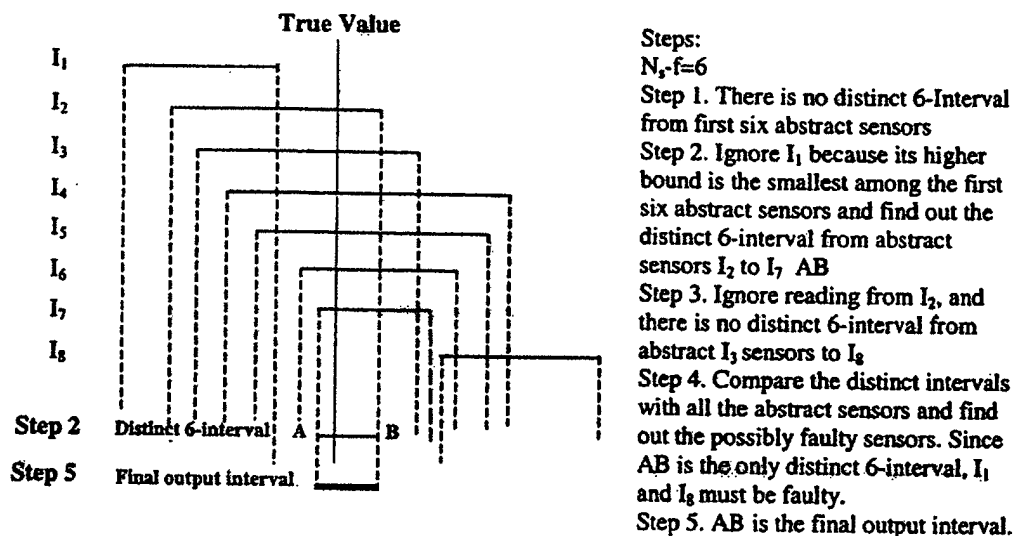 True Value
I₁
I₂
I₃
I₄
I₅
I₆
I₇
I₈
Step 2 Distinct 6-interval A B
Step 5 Final output interval
Steps:
Nₛ-f=6
Step 1. There is no distinct 6-Interval
from first six abstract sensors
Step 2. Ignore I₁ because its higher
bound is the smallest among the first
six abstract sensors and find out the
distinct 6-interval from abstract
sensors I₂ to I₇ AB
Step 3. Ignore reading from I₂, and
there is no distinct 6-interval from
abstract I₃ sensors to I₈
Step 4. Compare the distinct intervals
with all the abstract sensors and find
out the possibly faulty sensors. Since
AB is the only distinct 6-interval, I₁
and I₈ must be faulty.
Step 5. AB is the final output interval.